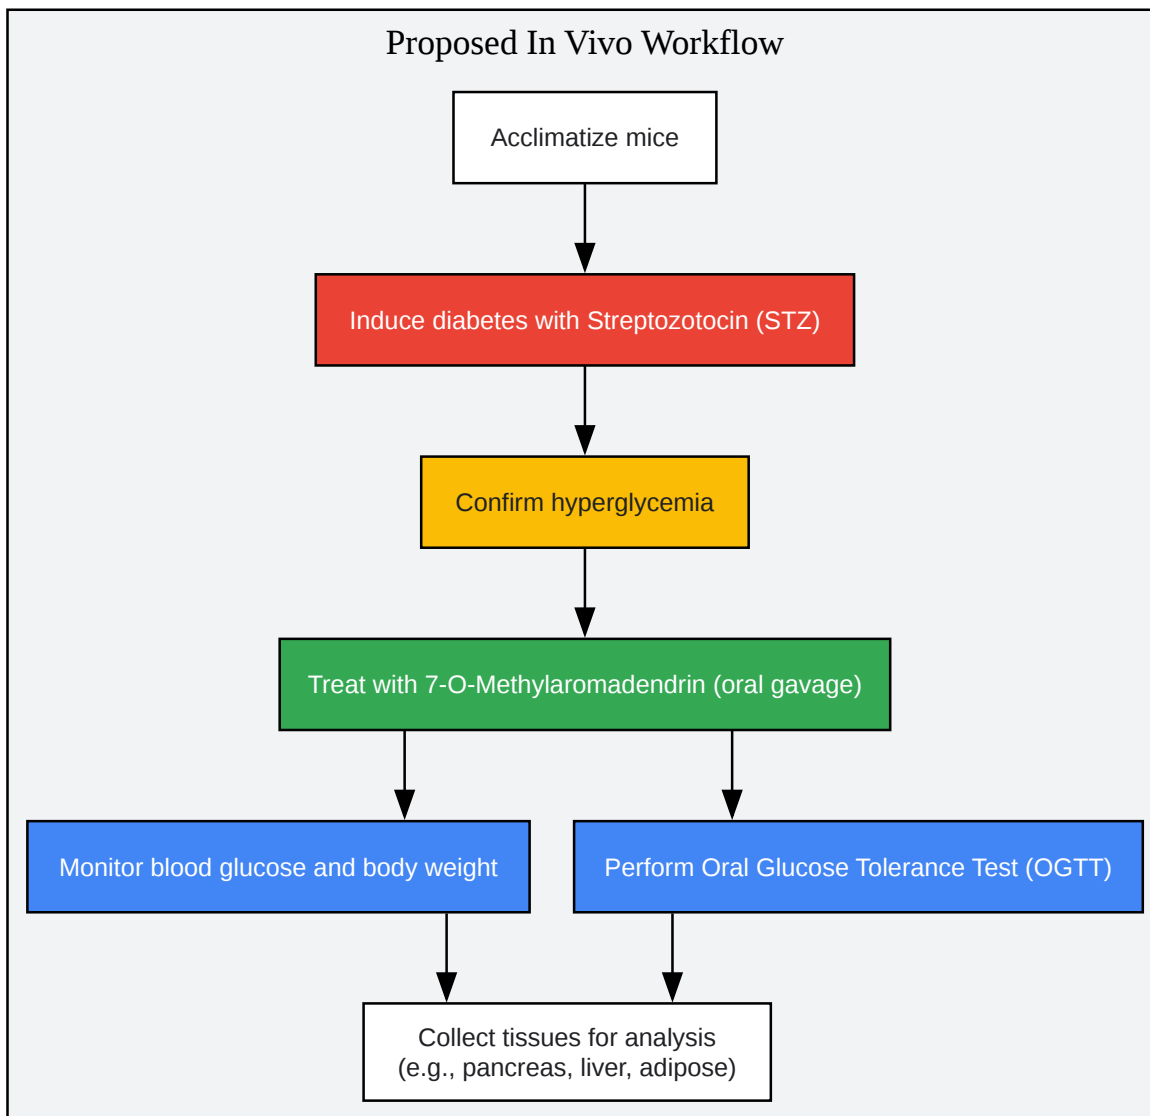 Proposed In Vivo Workflow
Acclimatize mice
Induce diabetes with Streptozotocin (STZ)
Confirm hyperglycemia
Treat with 7-O-Methylaromadendrin (oral gavage)
Monitor blood glucose and body weight
Perform Oral Glucose Tolerance Test (OGTT)
Collect tissues for analysis
(e.g., pancreas, liver, adipose)